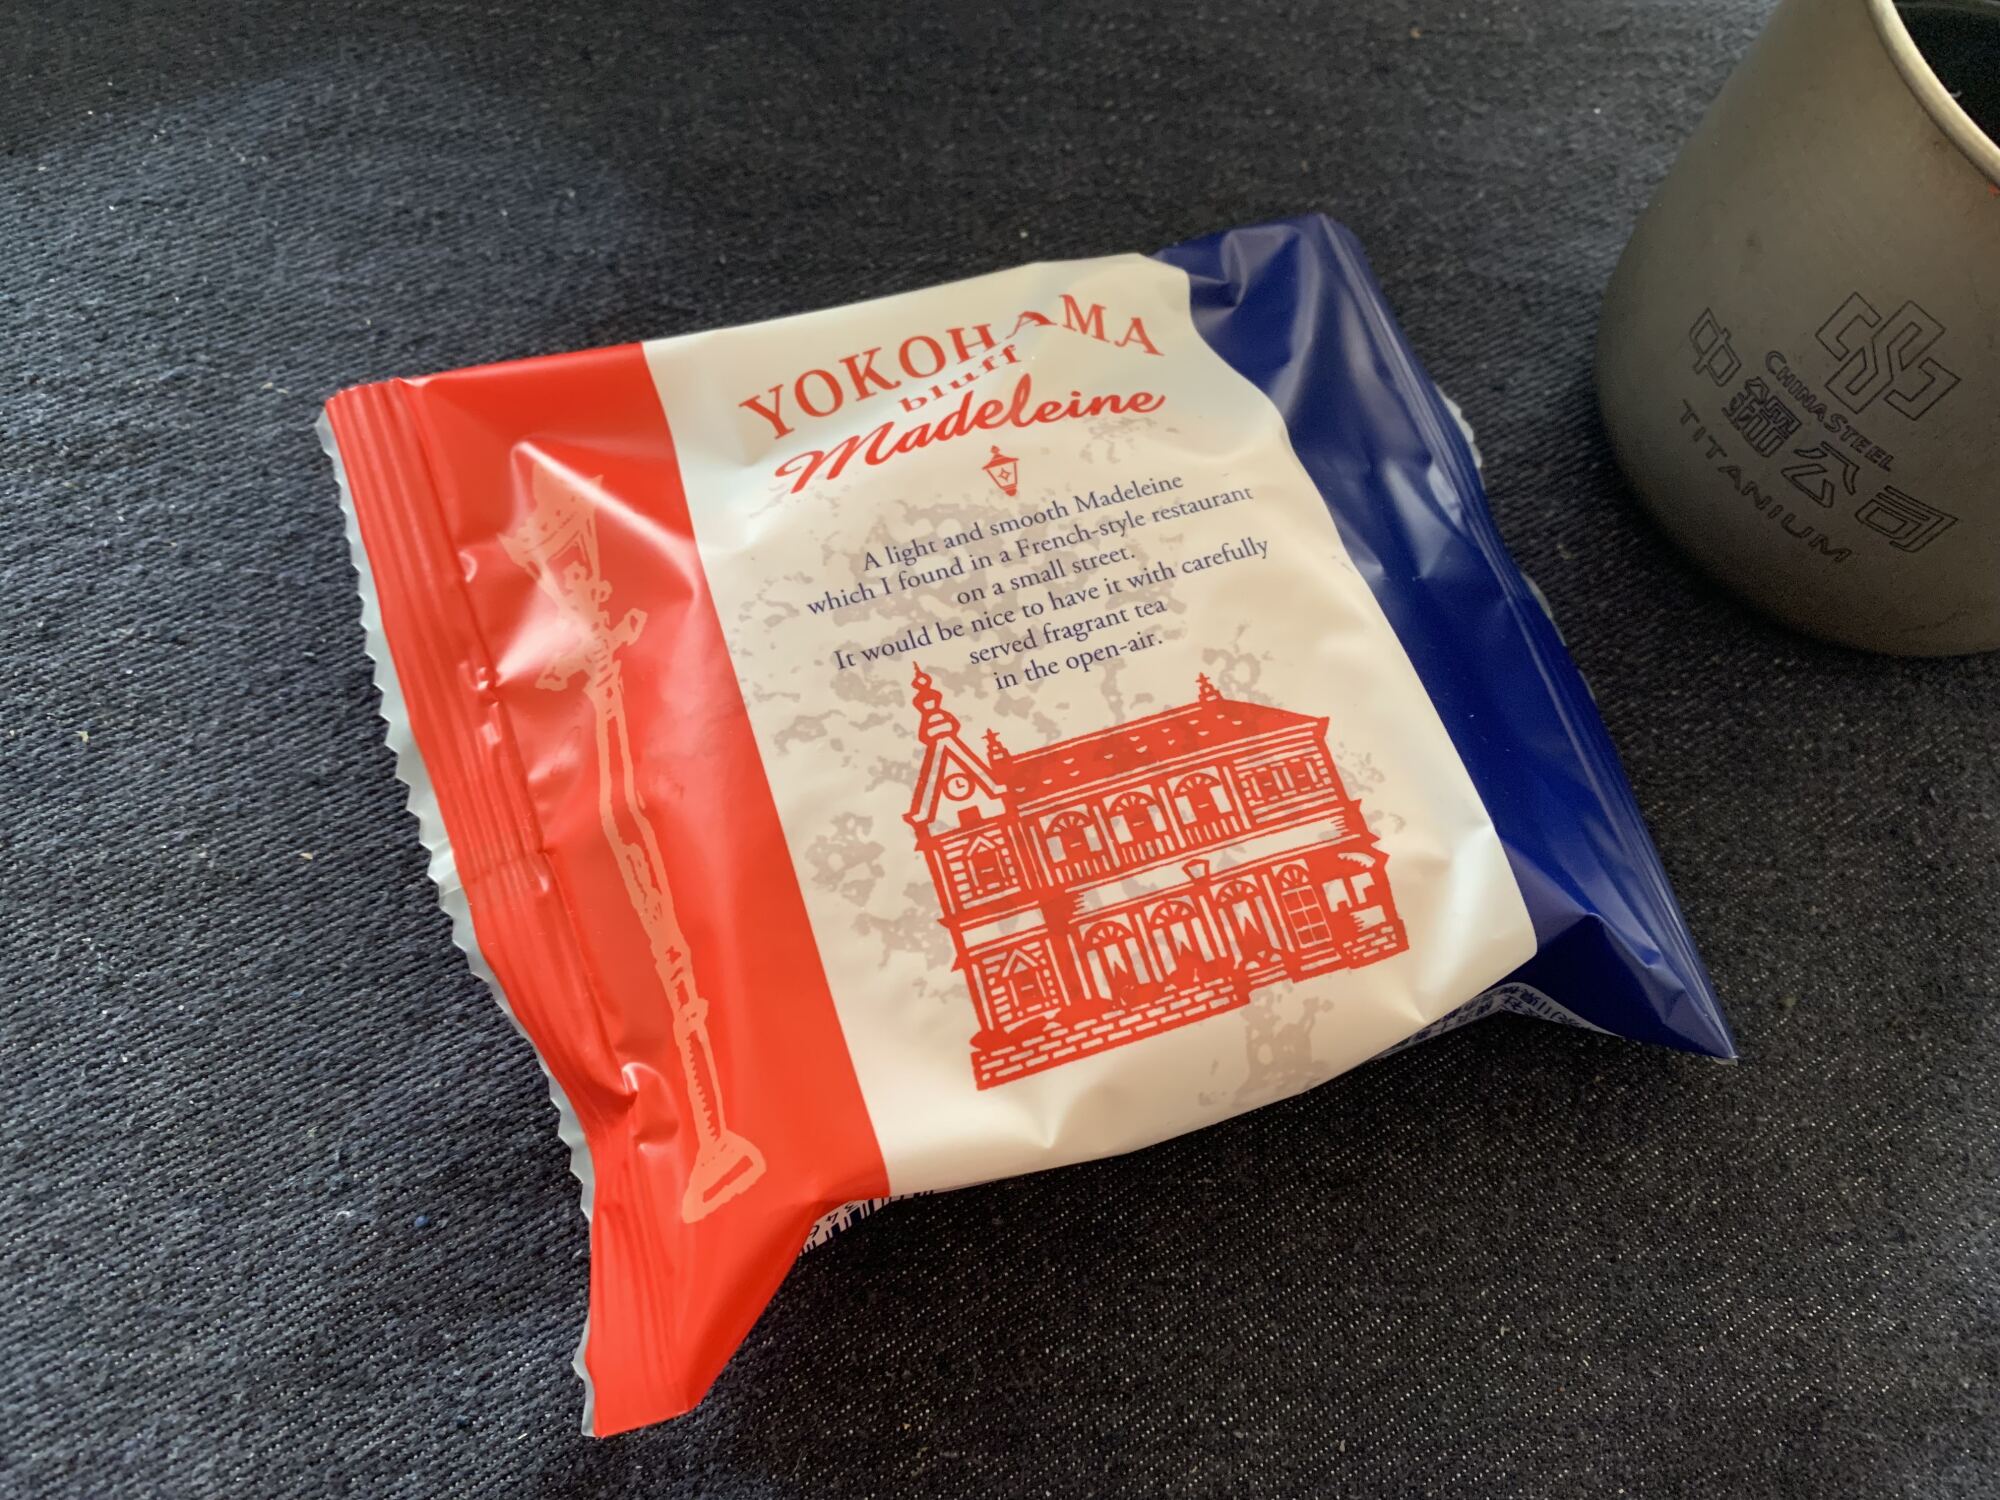 YOKOHAMA
bluff
Madeleine
A light and smooth Madeleine
which I found in a French-style restaurant
on a small street.
It would be nice to have it with carefully
served fragrant tea
in the open-air.
CHINASTEEL
中鋼公司
TITANIUM